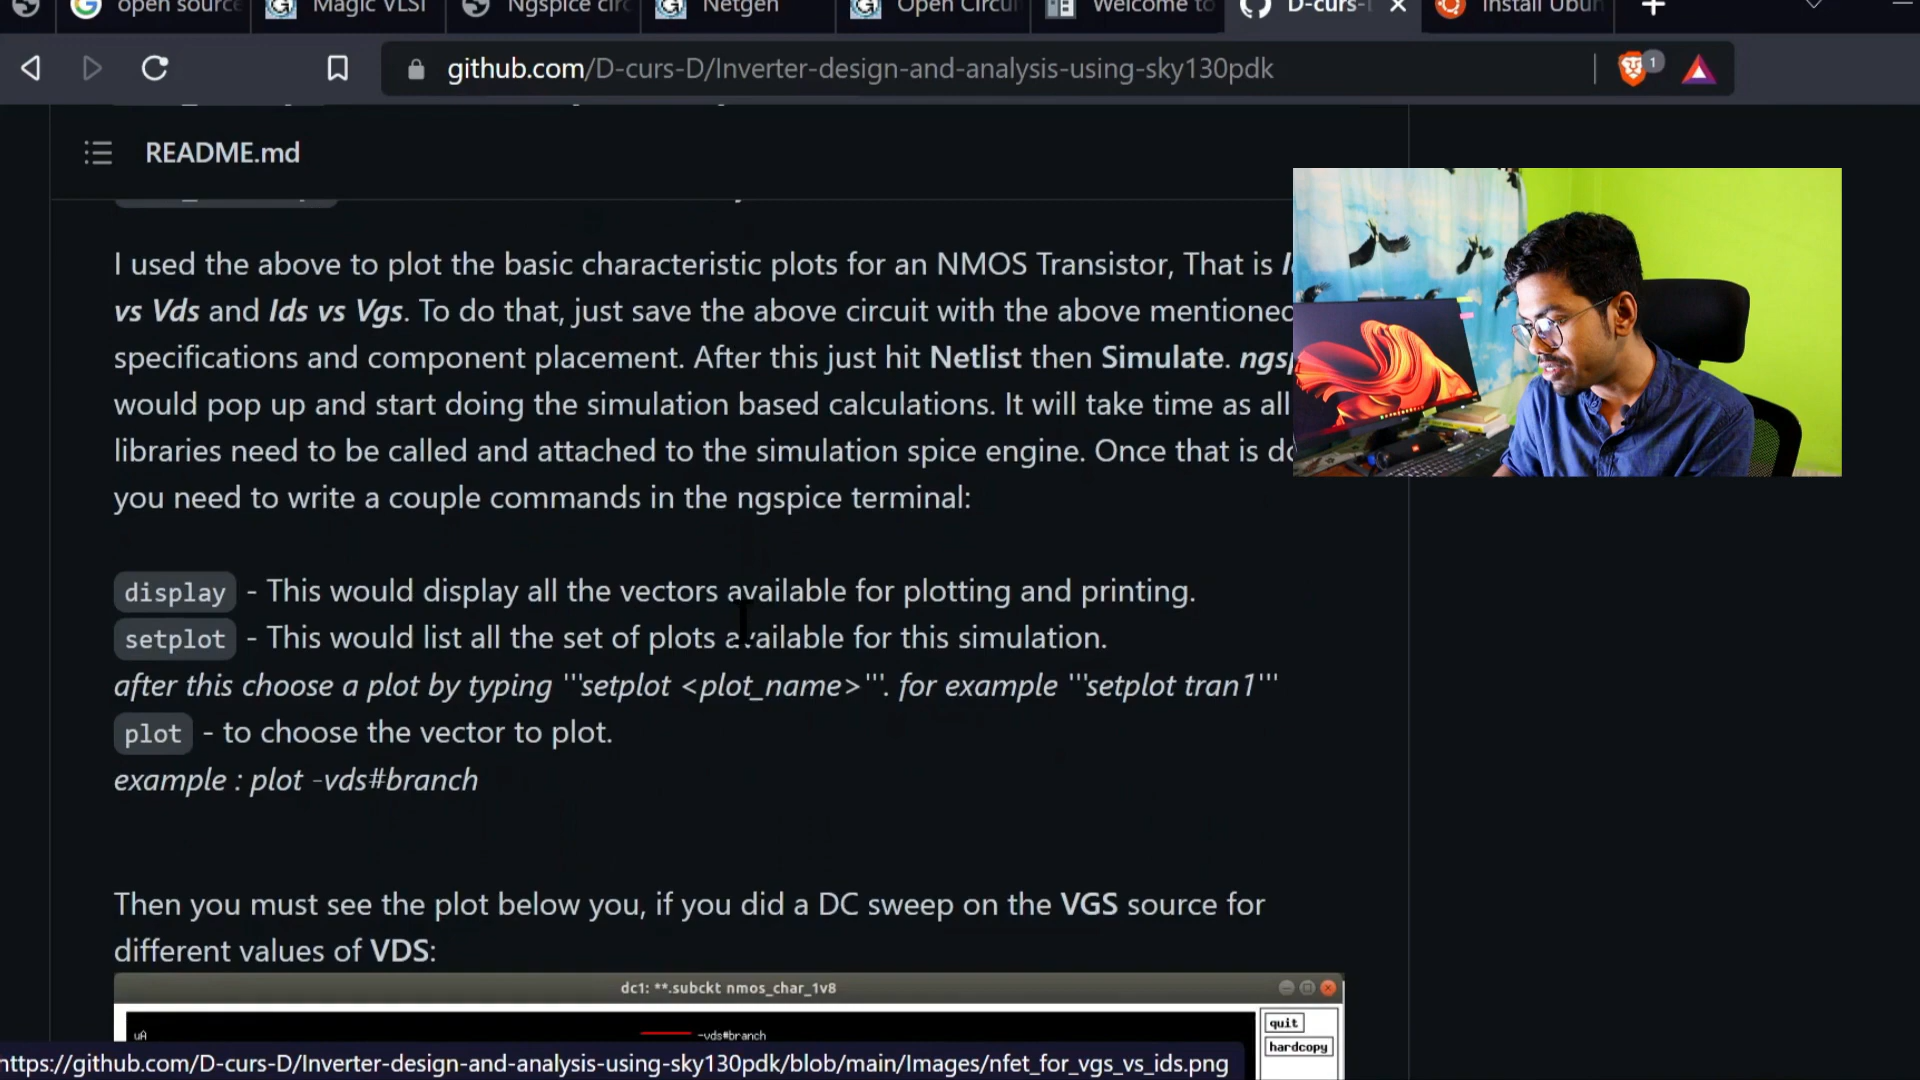 open source
Magic VLSI
Ngspice circ
Netgen
Open Circui
Welcome to
D-curs-
Install Ubun
github.com/D-curs-D/Inverter-design-and-analysis-using-sky130pdk
1
README.md
I used the above to plot the basic characteristic plots for an NMOS Transistor, That is
vs Vds and Ids vs Vgs. To do that, just save the above circuit with the above mentioned
specifications and component placement. After this just hit Netlist then Simulate. ngsp
would pop up and start doing the simulation based calculations. It will take time as all
libraries need to be called and attached to the simulation spice engine. Once that is do
you need to write a couple commands in the ngspice terminal:
display - This would display all the vectors available for plotting and printing.
setplot - This would list all the set of plots available for this simulation.
after this choose a plot by typing '''setplot <plot_name>'''. for example '''setplot tran1'''
plot - to choose the vector to plot.
example : plot -vds#branch
Then you must see the plot below you, if you did a DC sweep on the VGS source for
different values of VDS:
dc1: **.subckt nmos_char_1v8
quit
uA
-vds#branch
hardcopy
https://github.com/D-curs-D/Inverter-design-and-analysis-using-sky130pdk/blob/main/Images/nfet_for_vgs_vs_ids.png